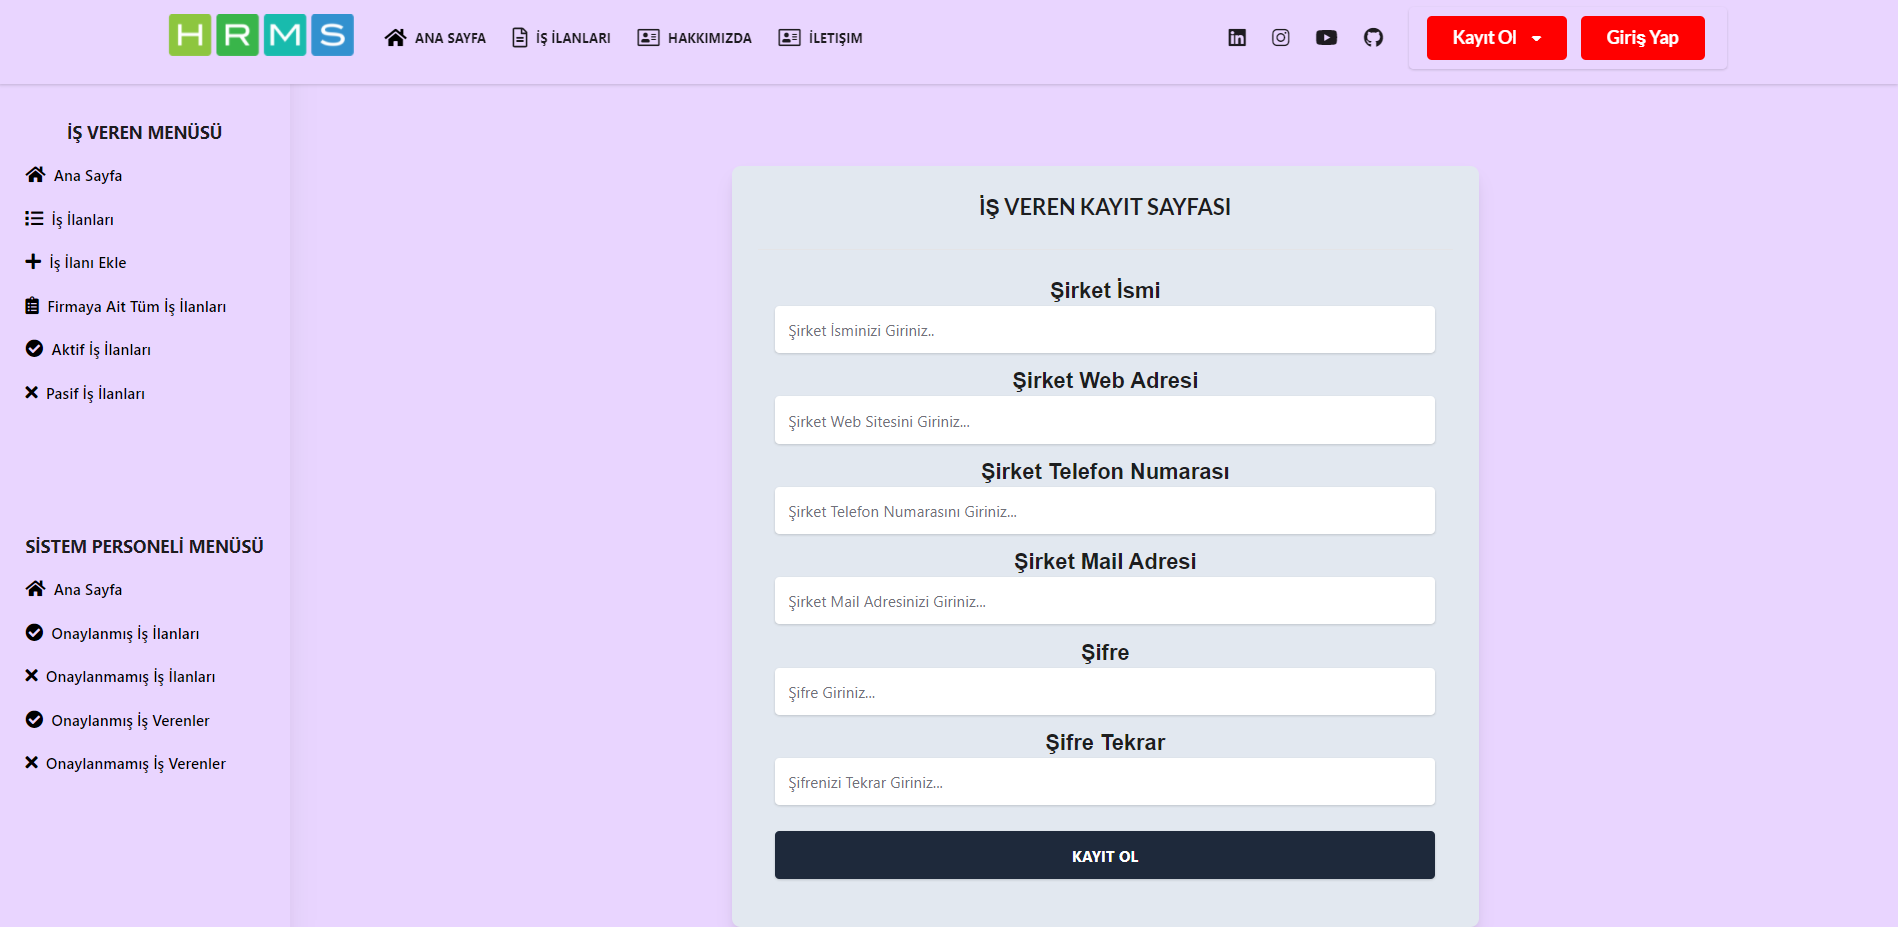 HRMS
ANA SAYFA
İŞ İLANLARI
HAKKIMIZDA
İLETIŞIM
Kayıt Ol
Giriş Yap
İŞ VEREN MENÜSÜ
Ana Sayfa
İş İlanları
İş İlanı Ekle
Firmaya Ait Tüm İş İlanları
Aktif İş İlanları
Pasif İş İlanları
SİSTEM PERSONELİ MENÜSÜ
Ana Sayfa
Onaylanmış İş İlanları
Onaylanmamış İş İlanları
Onaylanmış İş Verenler
Onaylanmamış İş Verenler
İŞ VEREN KAYIT SAYFASI
Şirket İsmi
Şirket İsminizi Giriniz..
Şirket Web Adresi
Şirket Web Sitesini Giriniz...
Şirket Telefon Numarası
Şirket Telefon Numarasını Giriniz...
Şirket Mail Adresi
Şirket Mail Adresinizi Giriniz...
Şifre
Şifre Giriniz...
Şifre Tekrar
Şifrenizi Tekrar Giriniz...
KAYIT OL